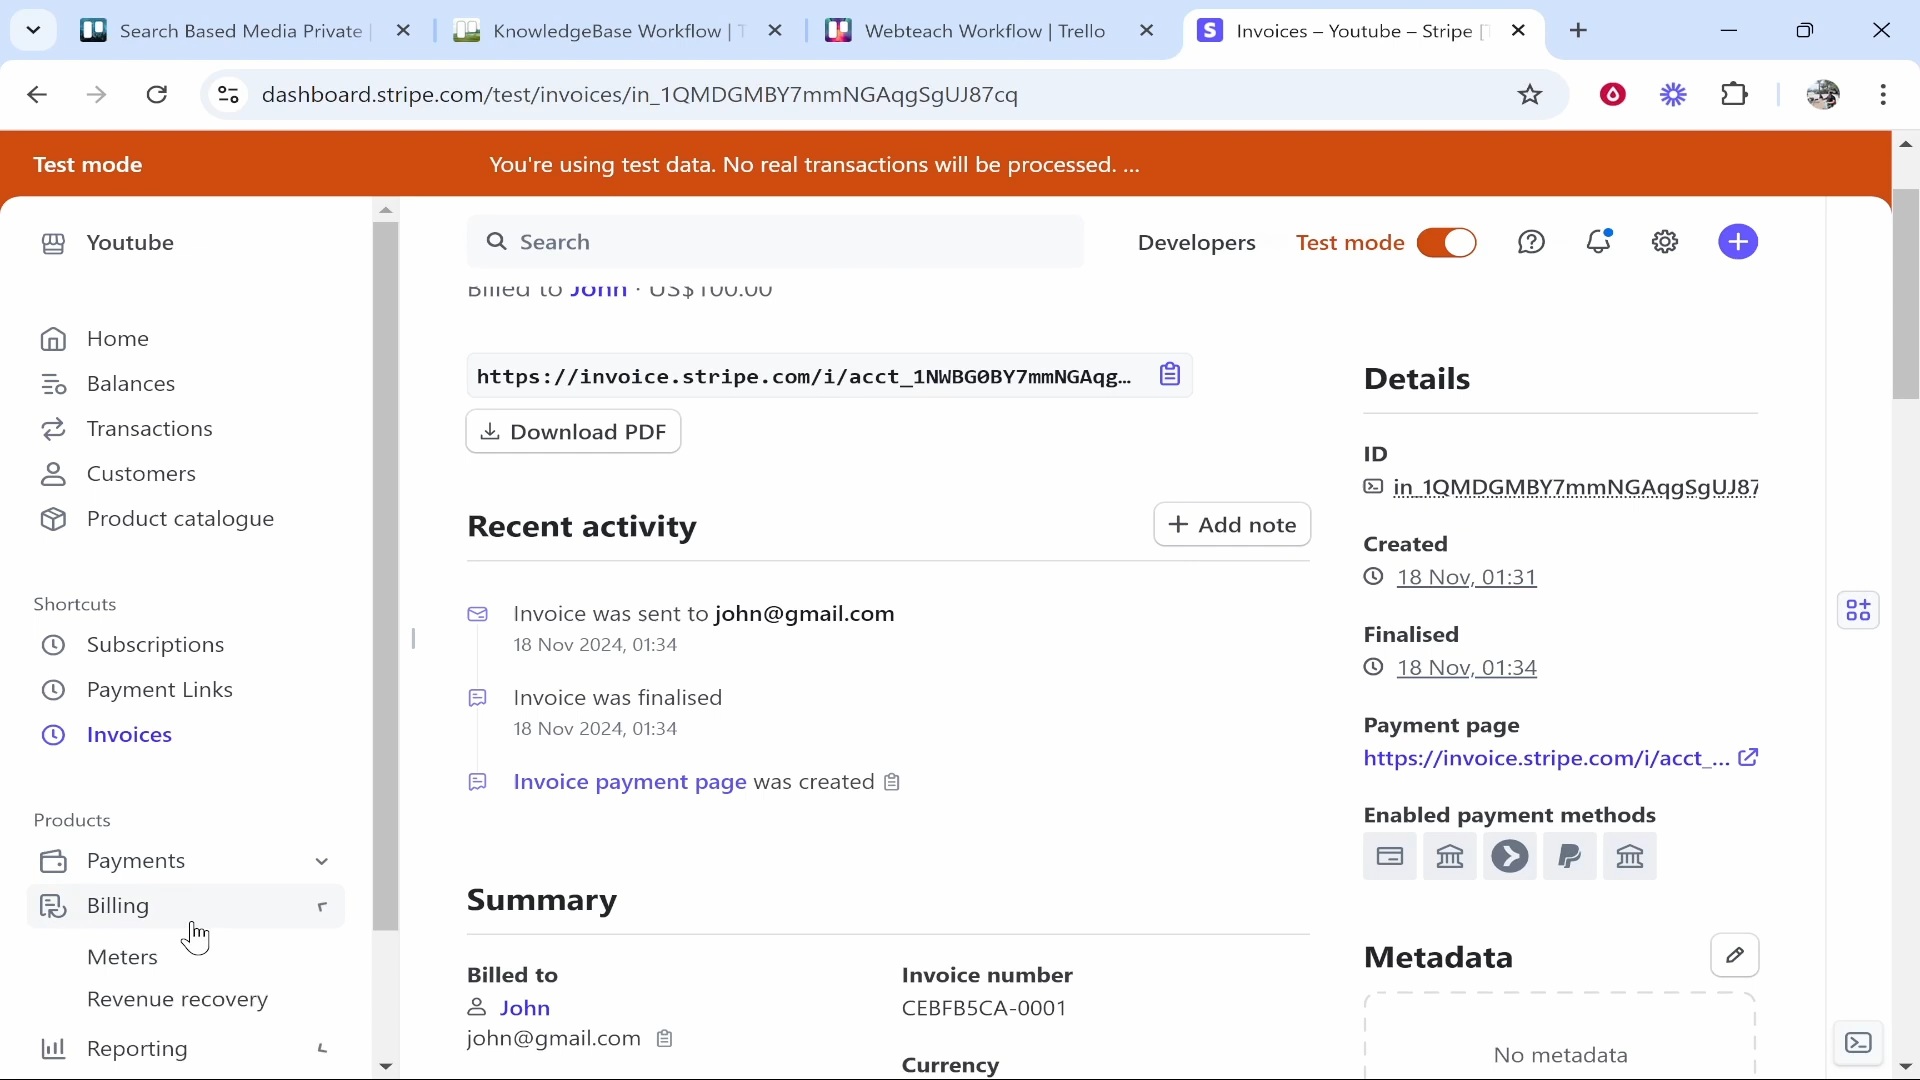 Search Based Media Private
KnowledgeBase Workflow | T
Webteach Workflow | Trello
Invoices – Youtube – Stripe [T
dashboard.stripe.com/test/invoices/in_1QMDGMBY7mmNGAqgSgUJ87cq
Test mode
You're using test data. No real transactions will be processed. ...
Youtube
Search
Developers
Test mode
Home
Balances
Transactions
Customers
Product catalogue
Shortcuts
Subscriptions
Payment Links
Invoices
Products
Payments
Billing
Meters
Revenue recovery
Reporting
Billed to John · US$100.00
https://invoice.stripe.com/i/acct_1NWBG0BY7mmNGAqg…
Download PDF
Recent activity
Add note
Invoice was sent to john@gmail.com
18 Nov 2024, 01:34
Invoice was finalised
18 Nov 2024, 01:34
Invoice payment page was created
Summary
Billed to
John
john@gmail.com
Invoice number
CEBFB5CA-0001
Currency
Details
ID
in_1QMDGMBY7mmNGAqgSgUJ87
Created
18 Nov, 01:31
Finalised
18 Nov, 01:34
Payment page
https://invoice.stripe.com/i/acct_...
Enabled payment methods
Metadata
No metadata